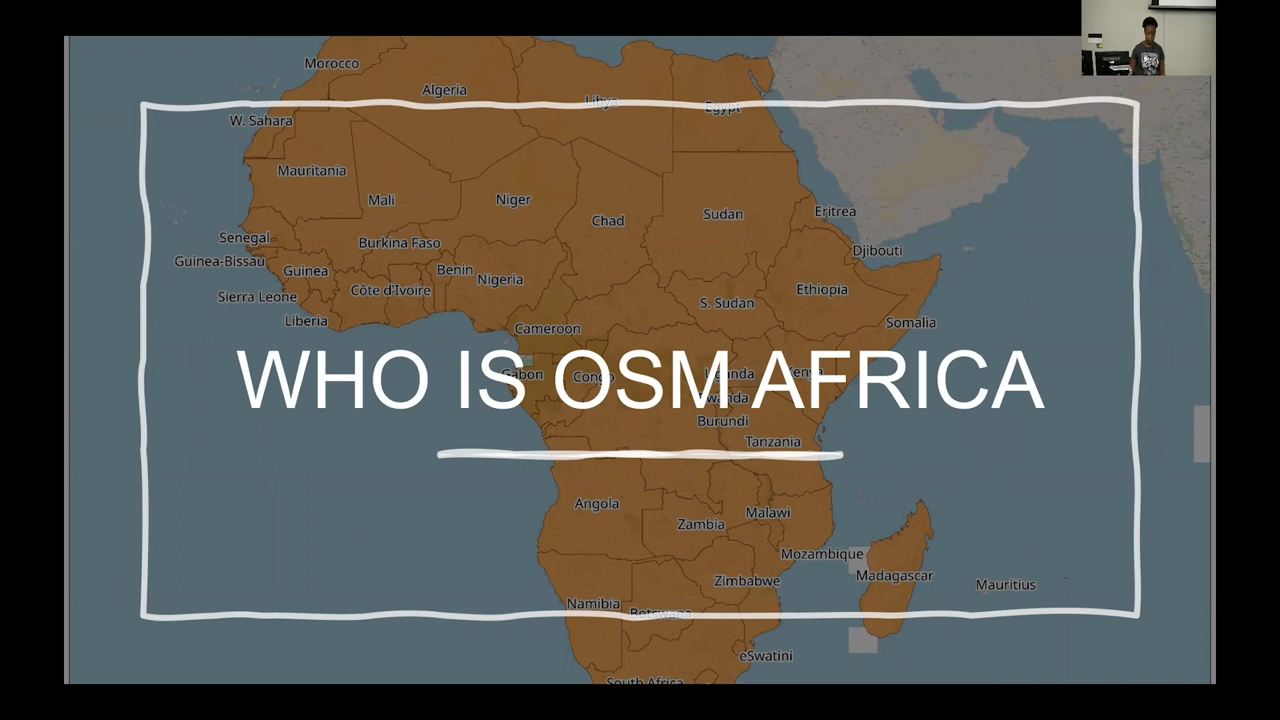 Morocco
Algeria
Libya
Egypt
W. Sahara
Mauritania
Mali
Niger
Chad
Sudan
Eritrea
Senegal
Burkina Faso
Djibouti
Guinea-Bissau
Guinea
Benin
Nigeria
Côte d'Ivoire
Ethiopia
Sierra Leone
S. Sudan
Liberia
Somalia
Cameroon
WHO IS OSM AFRICA
Gabon
Congo
Uganda
Kenya
Rwanda
Burundi
Tanzania
Angola
Malawi
Zambia
Mozambique
Madagascar
Zimbabwe
Mauritius
Namibia
Botswana
eSwatini
South Africa